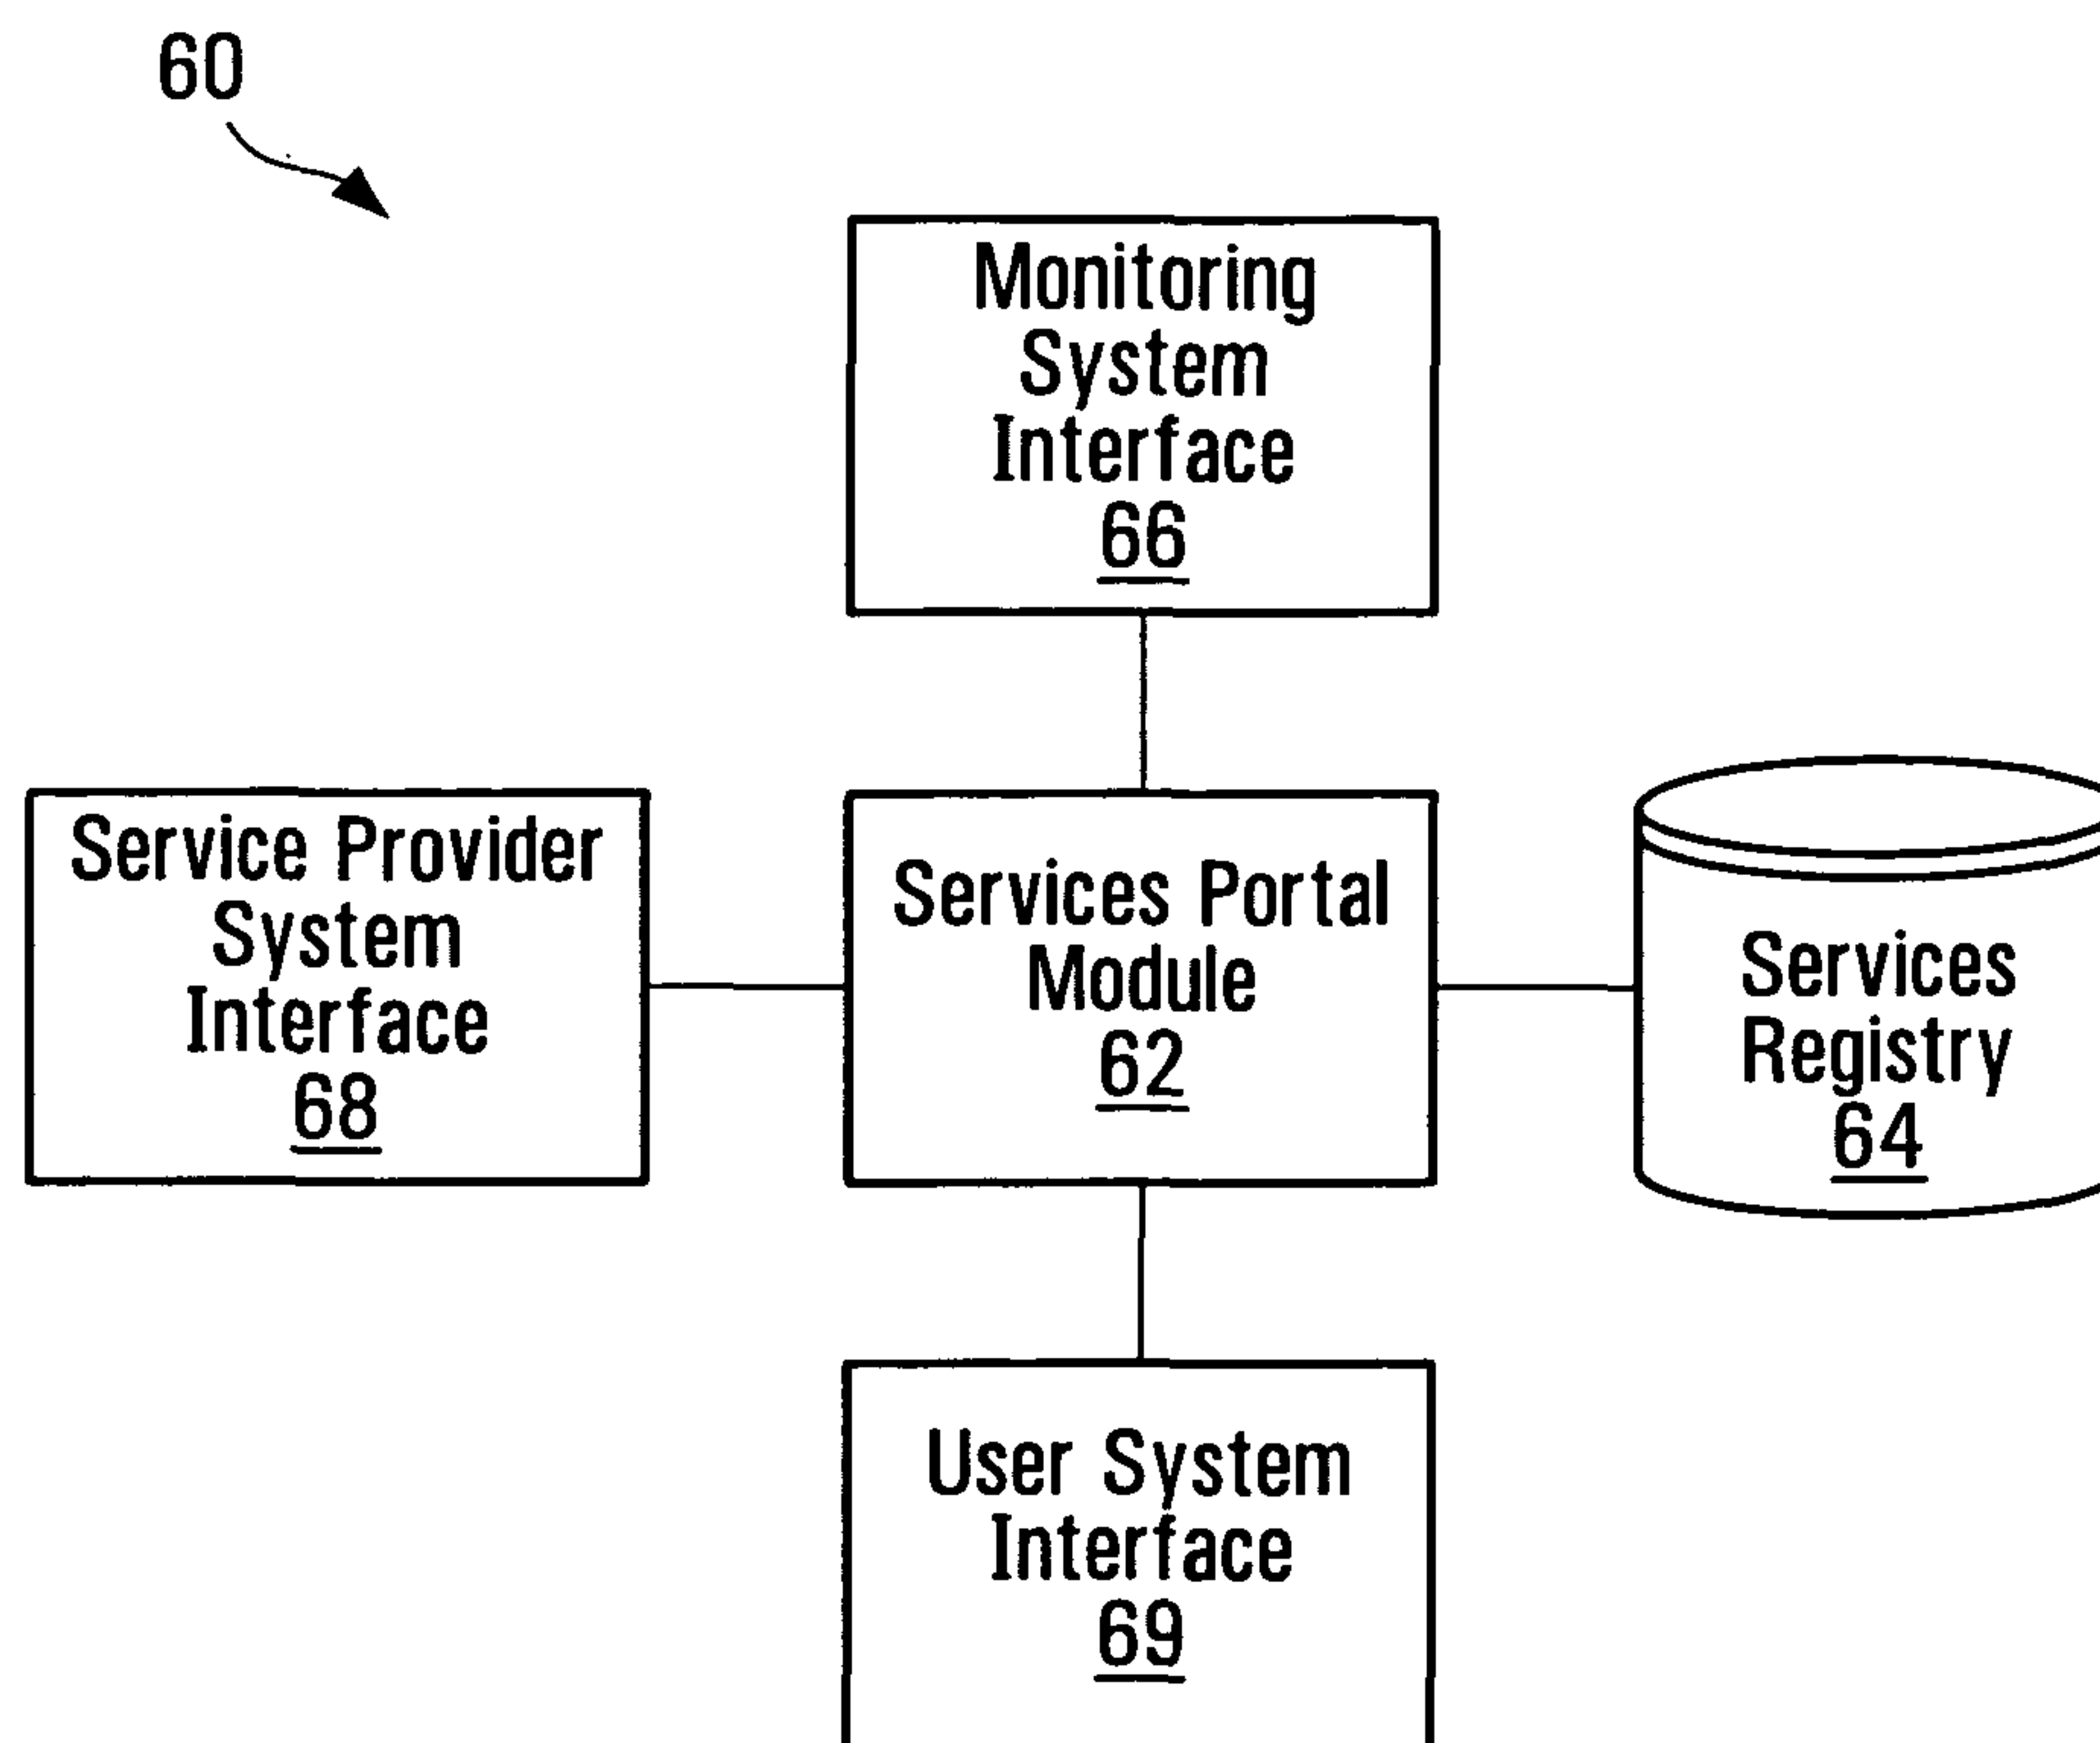 60
Monitoring
System
Interface
66
Service Provider
System
Interface
68
Services Portal
Module
62
Services
Registry
64
User System
Interface
69